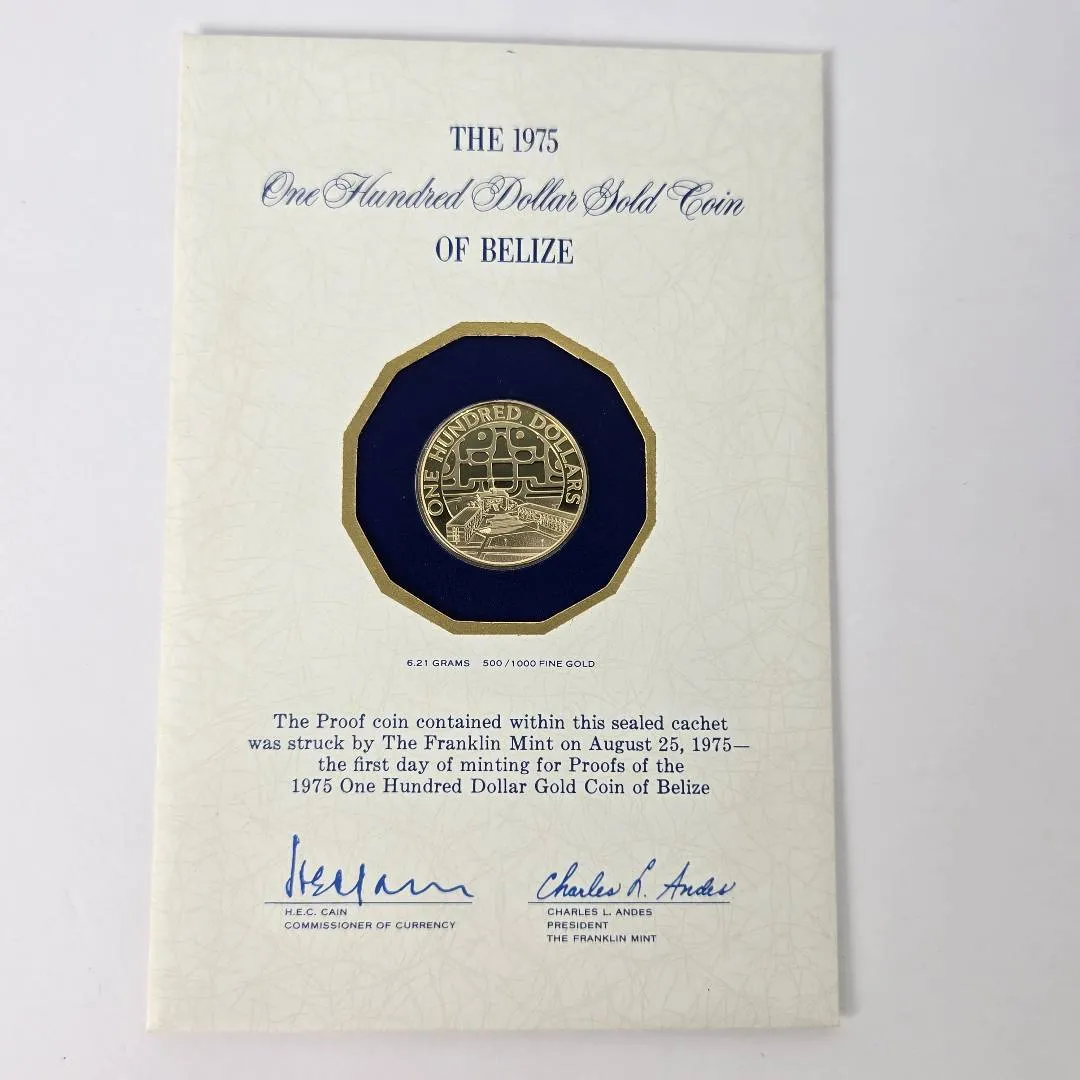 THE 1975
One Hundred Dollar Gold Coin
OF BELIZE
ONE HUNDRED DOLLARS
6.21 GRAMS 500/1000 FINE GOLD
The Proof coin contained within this sealed cachet
was struck by The Franklin Mint on August 25, 1975—
the first day of minting for Proofs of the
1975 One Hundred Dollar Gold Coin of Belize
HECain Charles L. Andes
H.E.C. CAIN
COMMISSIONER OF CURRENCY
CHARLES L. ANDES
PRESIDENT
THE FRANKLIN MINT